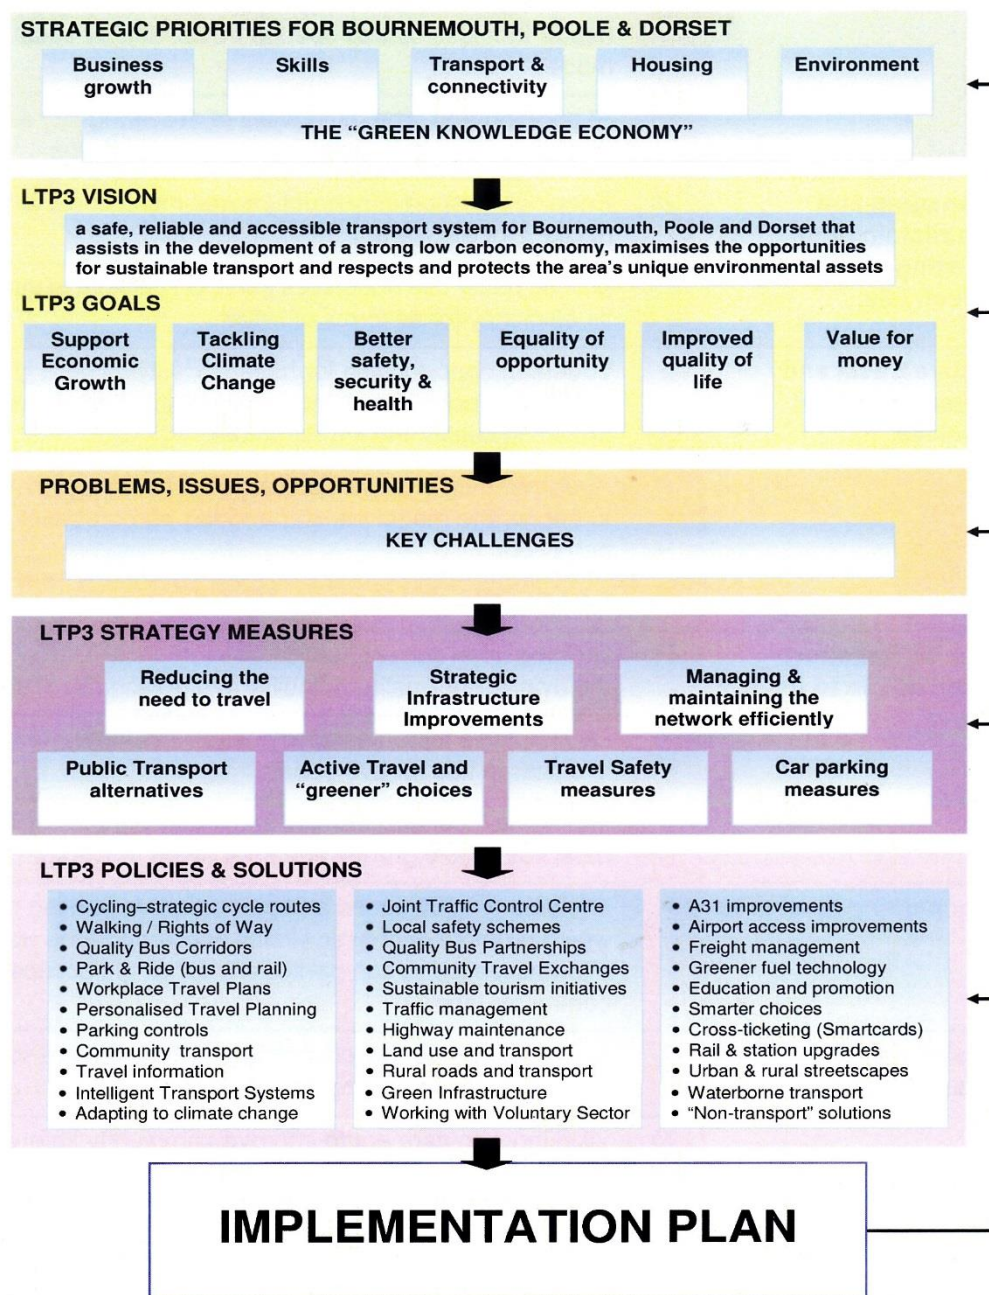 STRATEGIC PRIORITIES FOR BOURNEMOUTH, POOLE & DORSET
Business
growth
Skills
Transport &
connectivity
Housing
Environment
THE “GREEN KNOWLEDGE ECONOMY”
LTP3 VISION
a safe, reliable and accessible transport system for Bournemouth, Poole and Dorset that
assists in the development of a strong low carbon economy, maximises the opportunities
for sustainable transport and respects and protects the area’s unique environmental assets
LTP3 GOALS
Support
Economic
Growth
Tackling
Climate
Change
Better
safety,
security &
health
Equality of
opportunity
Improved
quality of
life
Value for
money
PROBLEMS, ISSUES, OPPORTUNITIES
KEY CHALLENGES
LTP3 STRATEGY MEASURES
Reducing the
need to travel
Strategic
Infrastructure
Improvements
Managing &
maintaining the
network efficiently
Public Transport
alternatives
Active Travel and
“greener” choices
Travel Safety
measures
Car parking
measures
LTP3 POLICIES & SOLUTIONS
• Cycling–strategic cycle routes
• Walking / Rights of Way
• Quality Bus Corridors
• Park & Ride (bus and rail)
• Workplace Travel Plans
• Personalised Travel Planning
• Parking controls
• Community transport
• Travel information
• Intelligent Transport Systems
• Adapting to climate change
• Joint Traffic Control Centre
• Local safety schemes
• Quality Bus Partnerships
• Community Travel Exchanges
• Sustainable tourism initiatives
• Traffic management
• Highway maintenance
• Land use and transport
• Rural roads and transport
• Green Infrastructure
• Working with Voluntary Sector
• A31 improvements
• Airport access improvements
• Freight management
• Greener fuel technology
• Education and promotion
• Smarter choices
• Cross-ticketing (Smartcards)
• Rail & station upgrades
• Urban & rural streetscapes
• Waterborne transport
• “Non-transport” solutions
IMPLEMENTATION PLAN